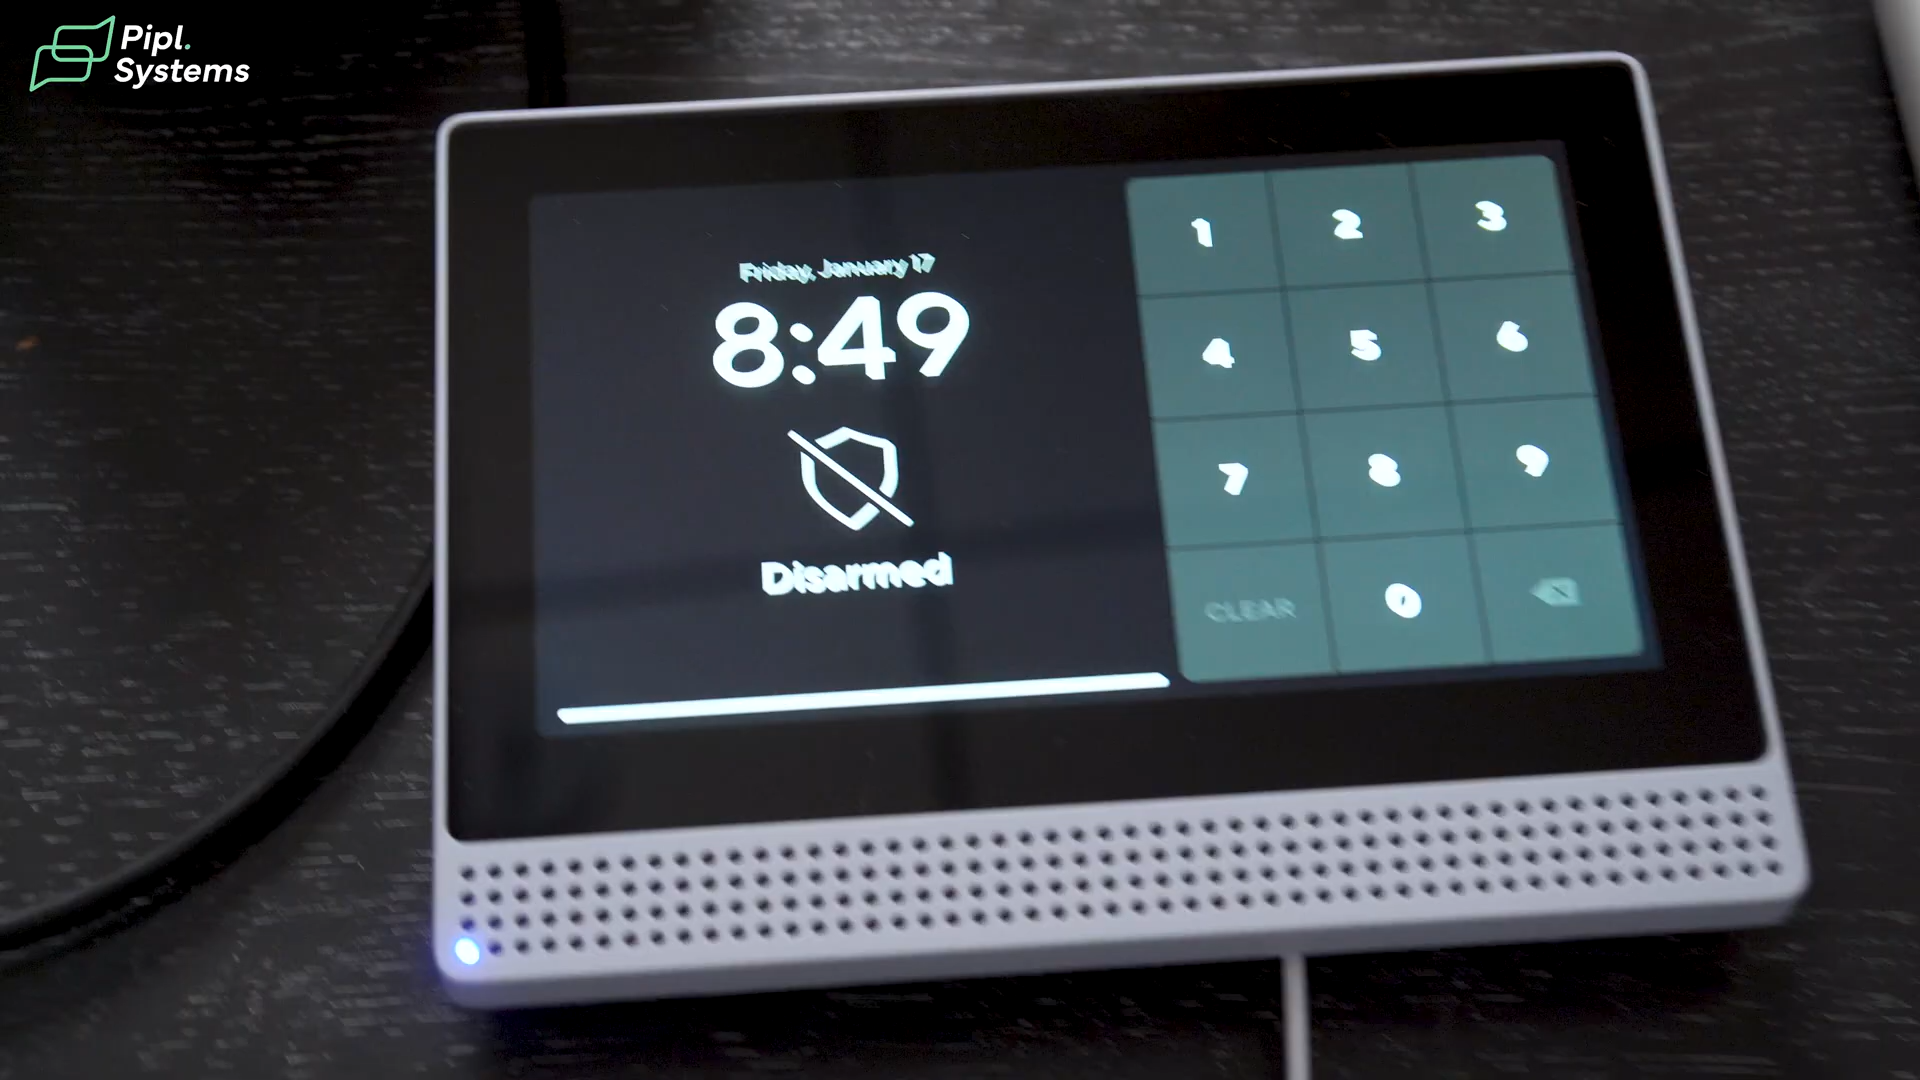 Pipl.
Systems
Friday, January 17
8:49
Disarmed
1 2 3
4 5 6
7 8 9
CLEAR 0